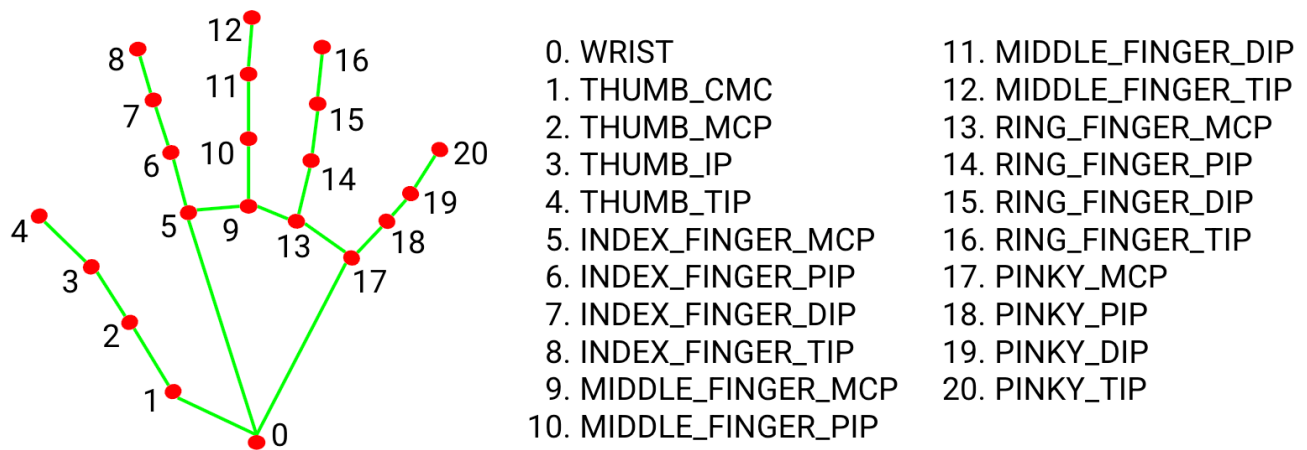 12
8
16
11
7
15
10
6
20
14
19
4
5
9
13
18
3
17
2
1
0
0. WRIST
1. THUMB_CMC
2. THUMB_MCP
3. THUMB_IP
4. THUMB_TIP
5. INDEX_FINGER_MCP
6. INDEX_FINGER_PIP
7. INDEX_FINGER_DIP
8. INDEX_FINGER_TIP
9. MIDDLE_FINGER_MCP
10. MIDDLE_FINGER_PIP
11. MIDDLE_FINGER_DIP
12. MIDDLE_FINGER_TIP
13. RING_FINGER_MCP
14. RING_FINGER_PIP
15. RING_FINGER_DIP
16. RING_FINGER_TIP
17. PINKY_MCP
18. PINKY_PIP
19. PINKY_DIP
20. PINKY_TIP